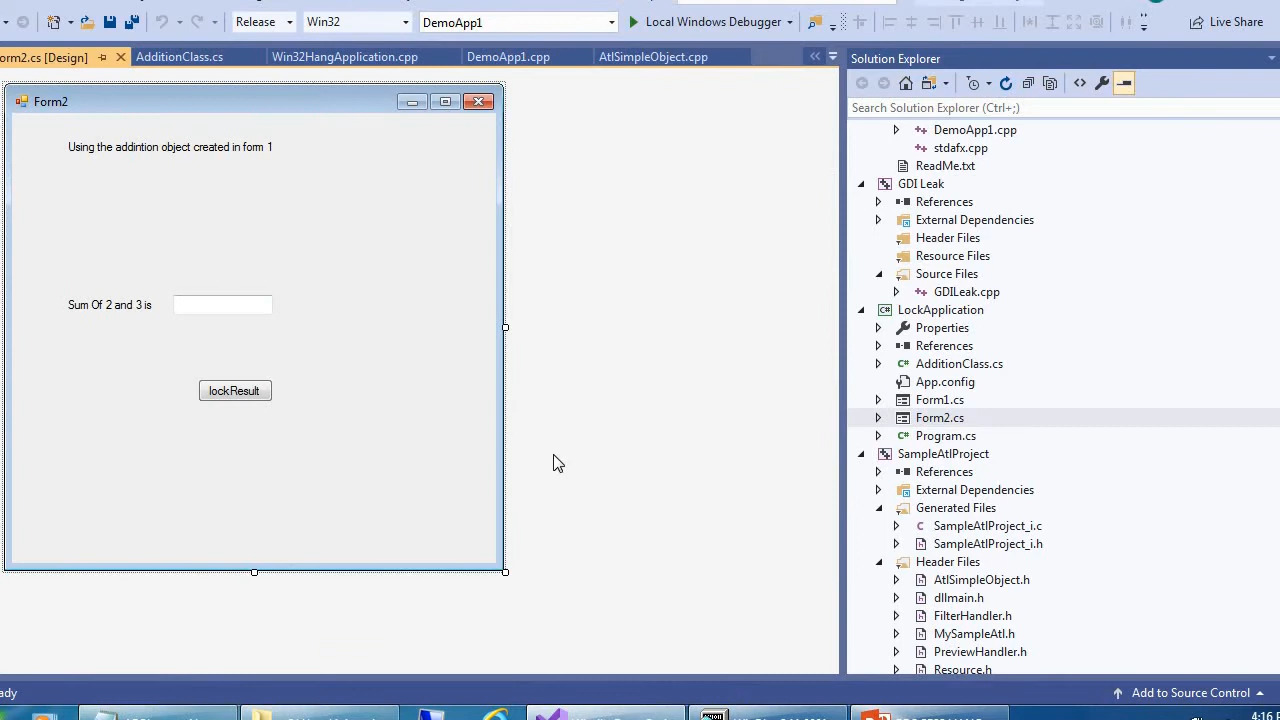 Release
Win32
DemoApp1
Local Windows Debugger
Live Share
orm2.cs [Design]
AdditionClass.cs
Win32HangApplication.cpp
DemoApp1.cpp
AtlSimpleObject.cpp
Solution Explorer
Search Solution Explorer (Ctrl+;)
Form2
Using the addintion object created in form 1
Sum Of 2 and 3 is
lockResult
DemoApp1.cpp
stdafx.cpp
ReadMe.txt
GDI Leak
References
External Dependencies
Header Files
Resource Files
Source Files
GDILeak.cpp
LockApplication
Properties
References
AdditionClass.cs
App.config
Form1.cs
Form2.cs
Program.cs
SampleAtlProject
References
External Dependencies
Generated Files
SampleAtlProject_i.c
SampleAtlProject_i.h
Header Files
AtlSimpleObject.h
dllmain.h
FilterHandler.h
MySampleAtl.h
PreviewHandler.h
Resource.h
ady
Add to Source Control
4:16